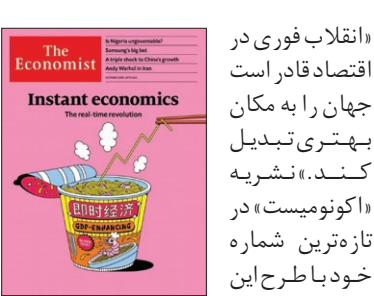 «انقلاب فوری در
اقتصاد قادر است
جهان را به مکان
بهتری تبدیل
کند.» نشریه
«اکونومیست» در
تازه‌ترین شماره
خود با طرح این
The
Economist
Is Nigeria ungovernable?
Samsung's big bet
A triple shock to China's growth
Andy Warhol in Iran
Instant economics
The real-time revolution
即时经济
GDP-ENHANCING